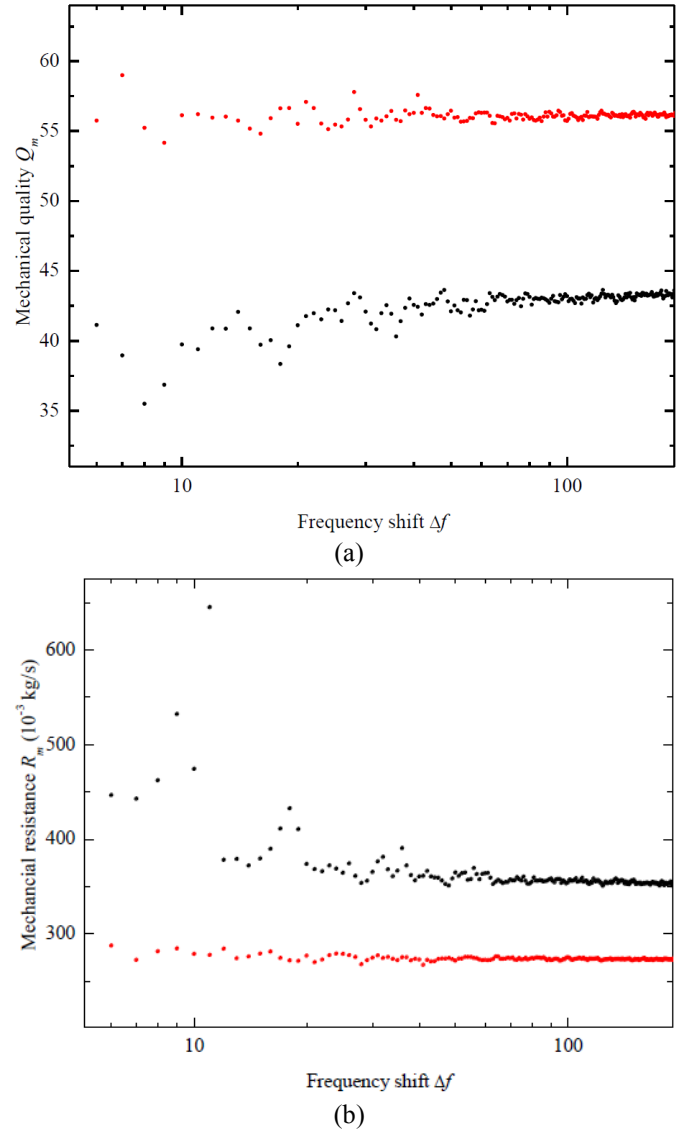 60
55
50
45
40
35
Mechanical quality Qm
10
100
Frequency shift Δf
(a)
600
500
400
300
Mechancial resistance Rm (10⁻³ kg/s)
10
100
Frequency shift Δf
(b)